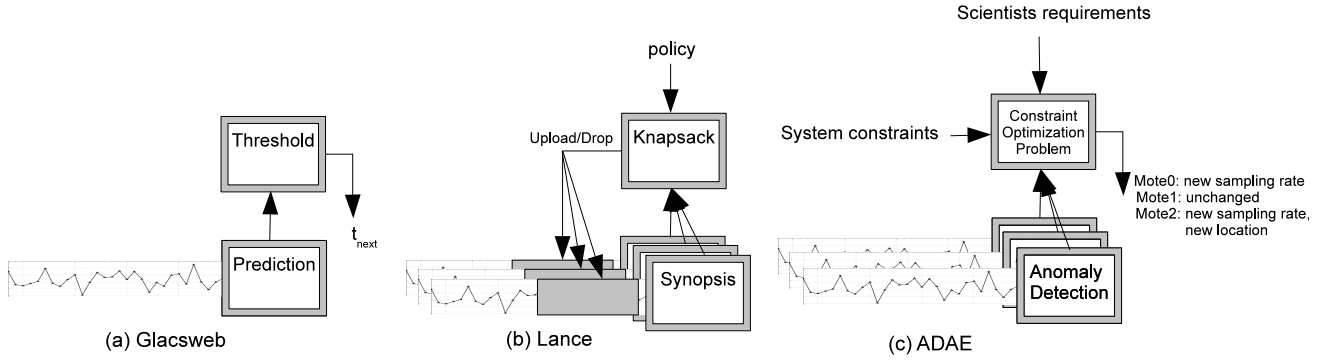 Threshold
t_next
Prediction
(a) Glacsweb
policy
Upload/Drop
Knapsack
Synopsis
(b) Lance
Scientists requirements
System constraints
Constraint
Optimization
Problem
Mote0: new sampling rate
Mote1: unchanged
Mote2: new sampling rate,
new location
Anomaly
Detection
(c) ADAE